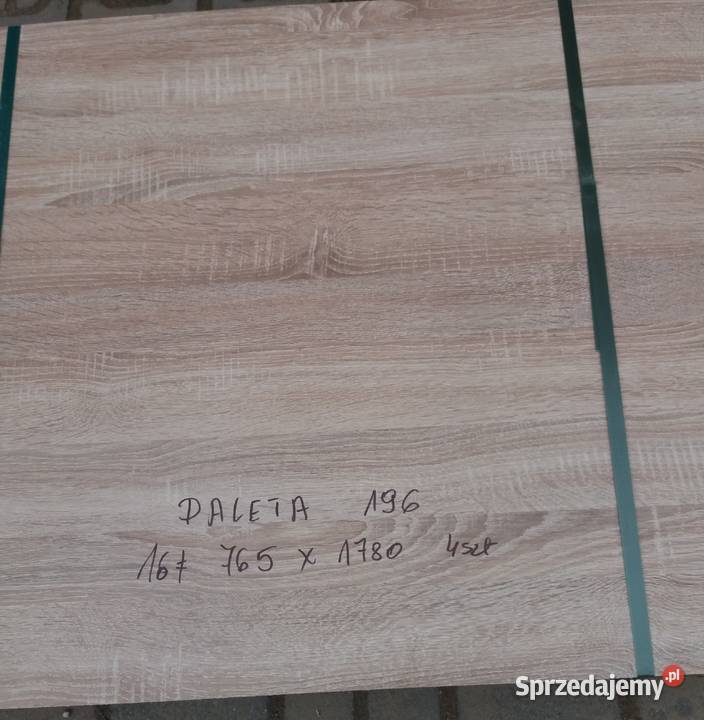 PALETA 196
16# 765 x 1780 4szt
Sprzedajemy.pl